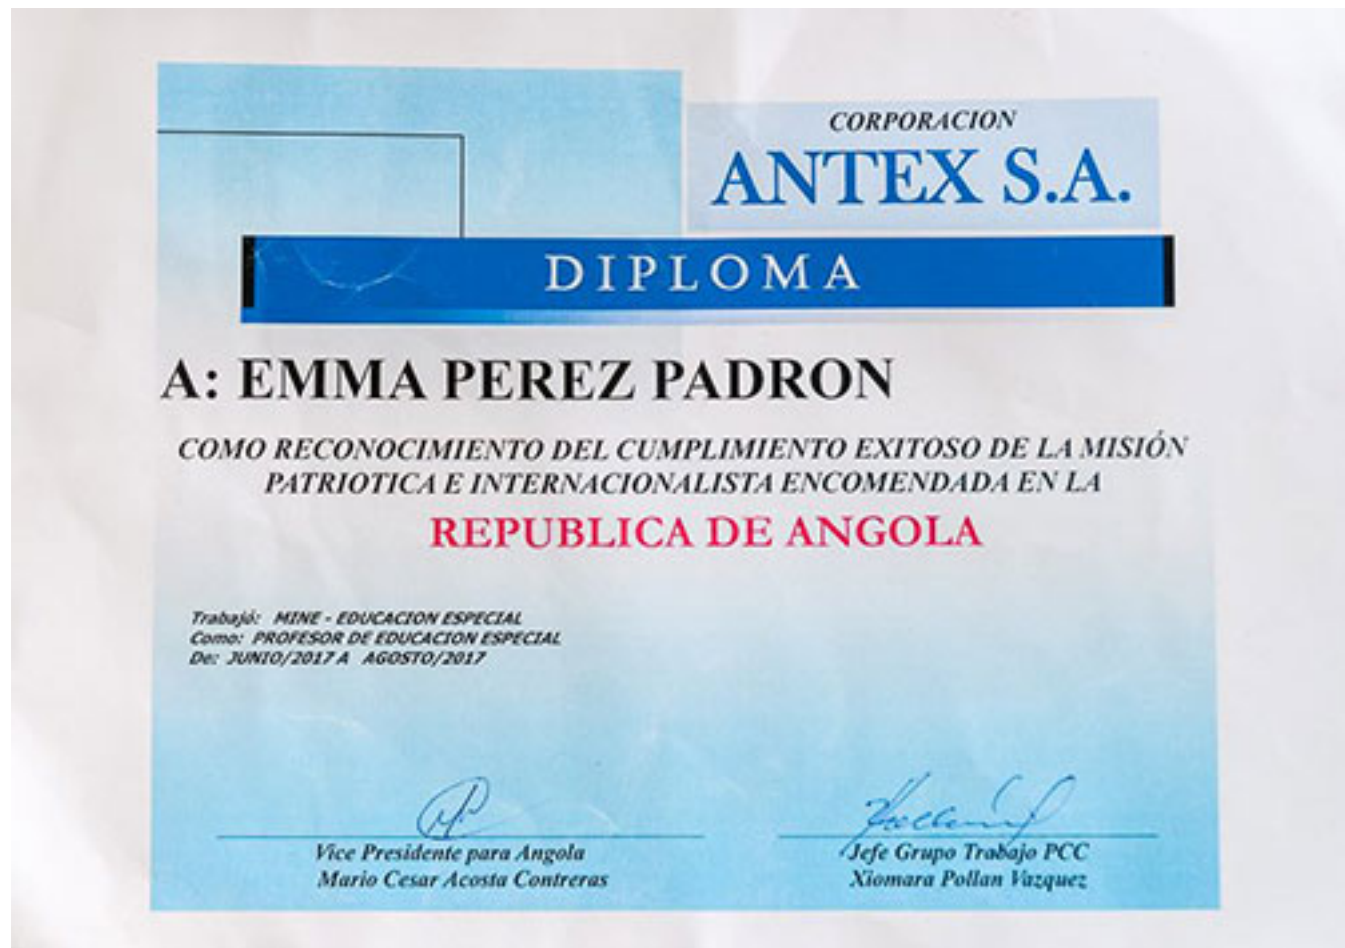 CORPORACION
ANTEX S.A.
DIPLOMA
A: EMMA PEREZ PADRON
COMO RECONOCIMIENTO DEL CUMPLIMIENTO EXITOSO DE LA MISIÓN
PATRIOTICA E INTERNACIONALISTA ENCOMENDADA EN LA
REPUBLICA DE ANGOLA
Trabajó: MINE - EDUCACION ESPECIAL
Como: PROFESOR DE EDUCACION ESPECIAL
De: JUNIO/2017 A AGOSTO/2017
Vice Presidente para Angola
Mario Cesar Acosta Contreras
Jefe Grupo Trabajo PCC
Xiomara Pollan Vazquez